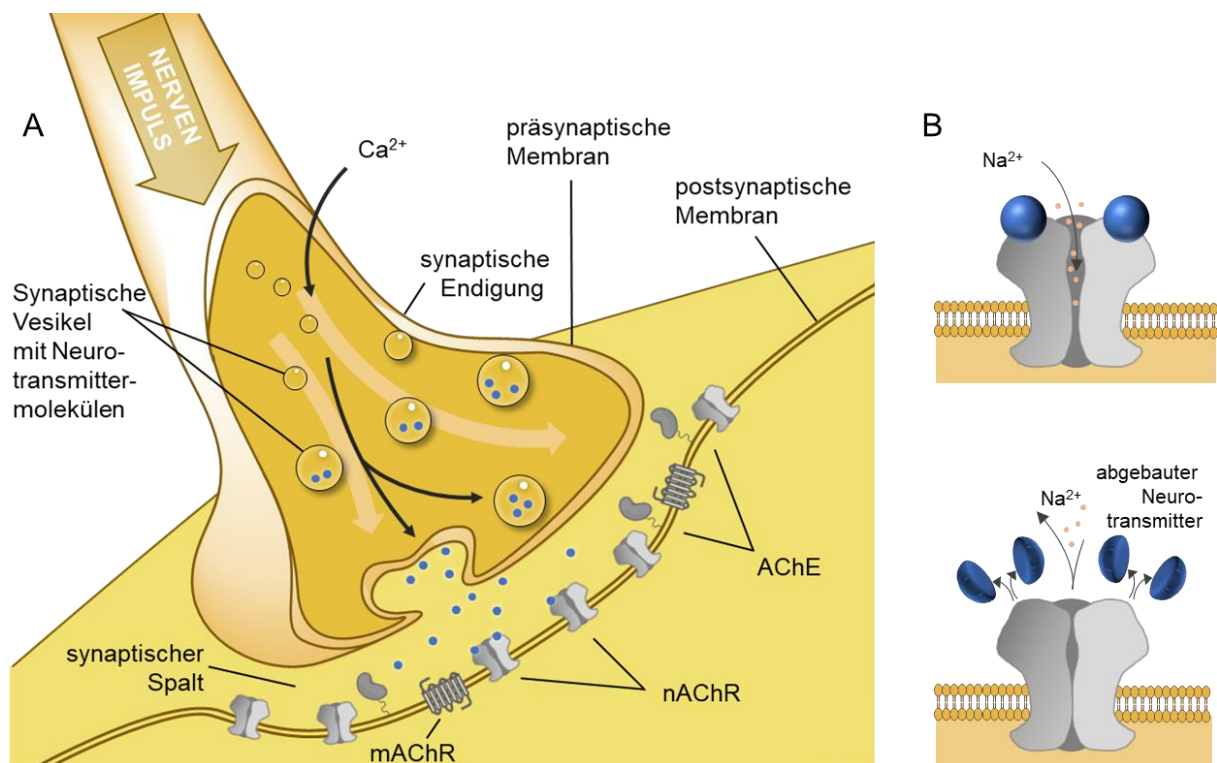 A
NERVEN
IMPULS
Ca²⁺
präsynaptische
Membran
postsynaptische
Membran
synaptische
Endigung
Synaptische
Vesikel
mit Neuro-
transmitter-
molekülen
AChE
synaptischer
Spalt
nAChR
mAChR
B
Na²⁺
Na²⁺
abgebauter
Neuro-
transmitter